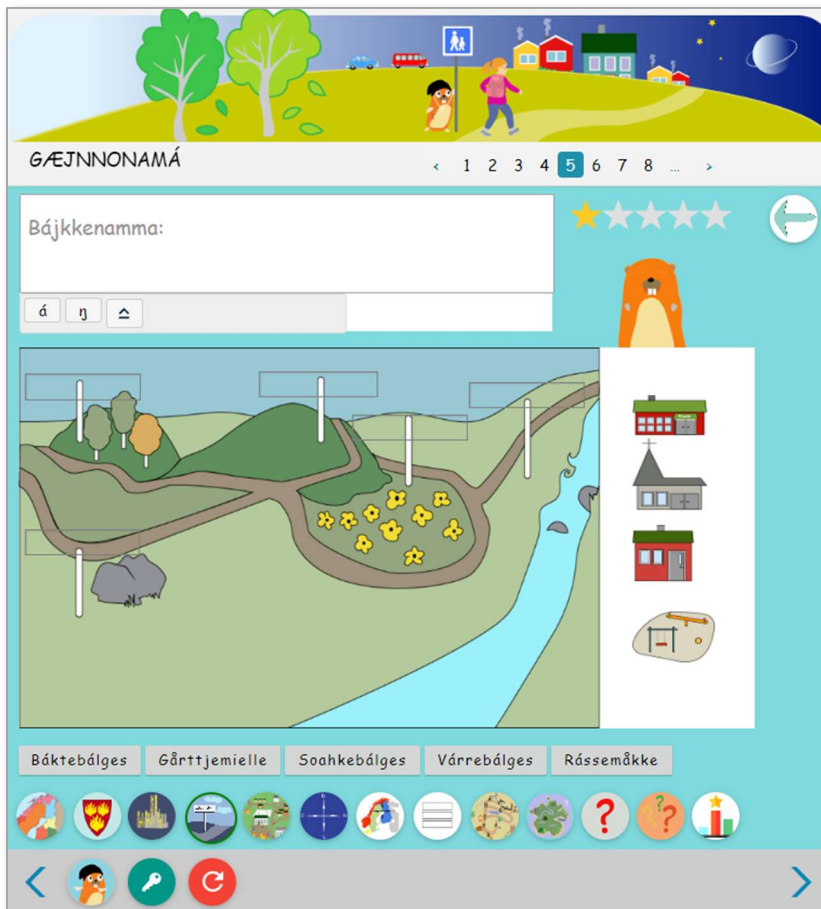 GÆJNNONAMÁ
‹ 1 2 3 4 5 6 7 8 … ›
Bájkkenamma:
á ŋ
Báktebálges Gårttjemielle Soahkebálges Várrebálges Rássemåkke